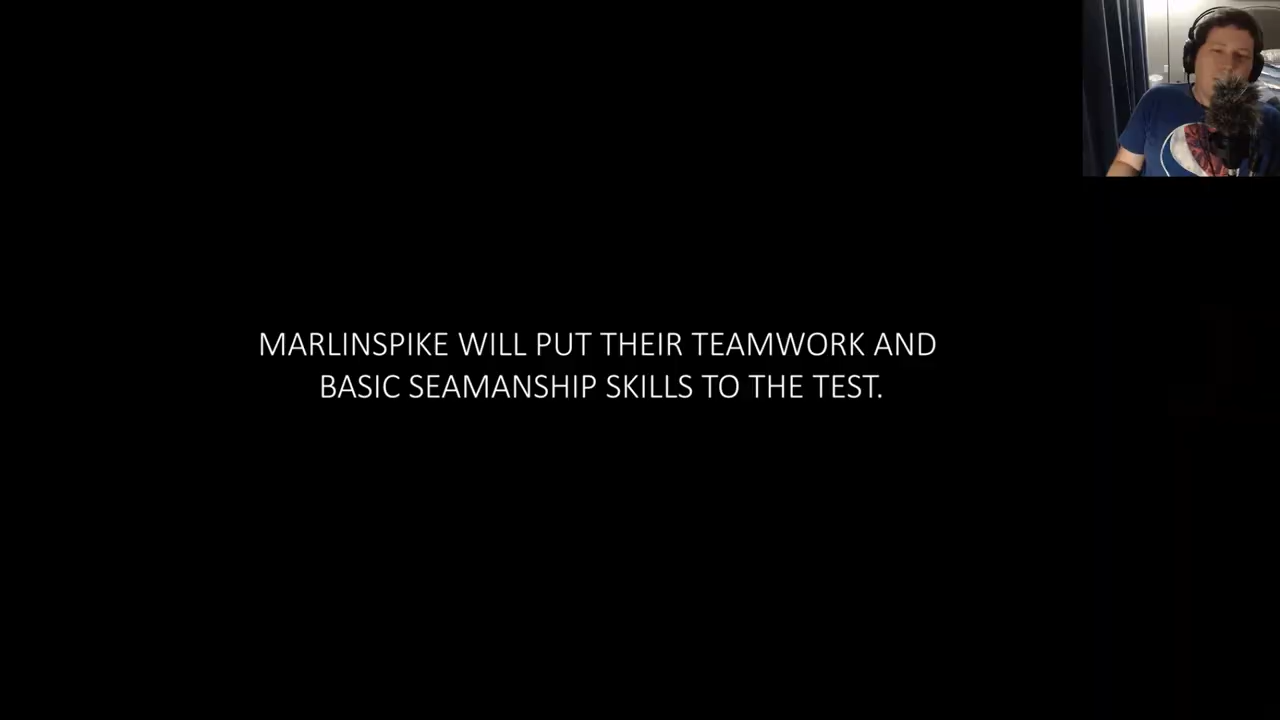 MARLINSPIKE WILL PUT THEIR TEAMWORK AND
BASIC SEAMANSHIP SKILLS TO THE TEST.